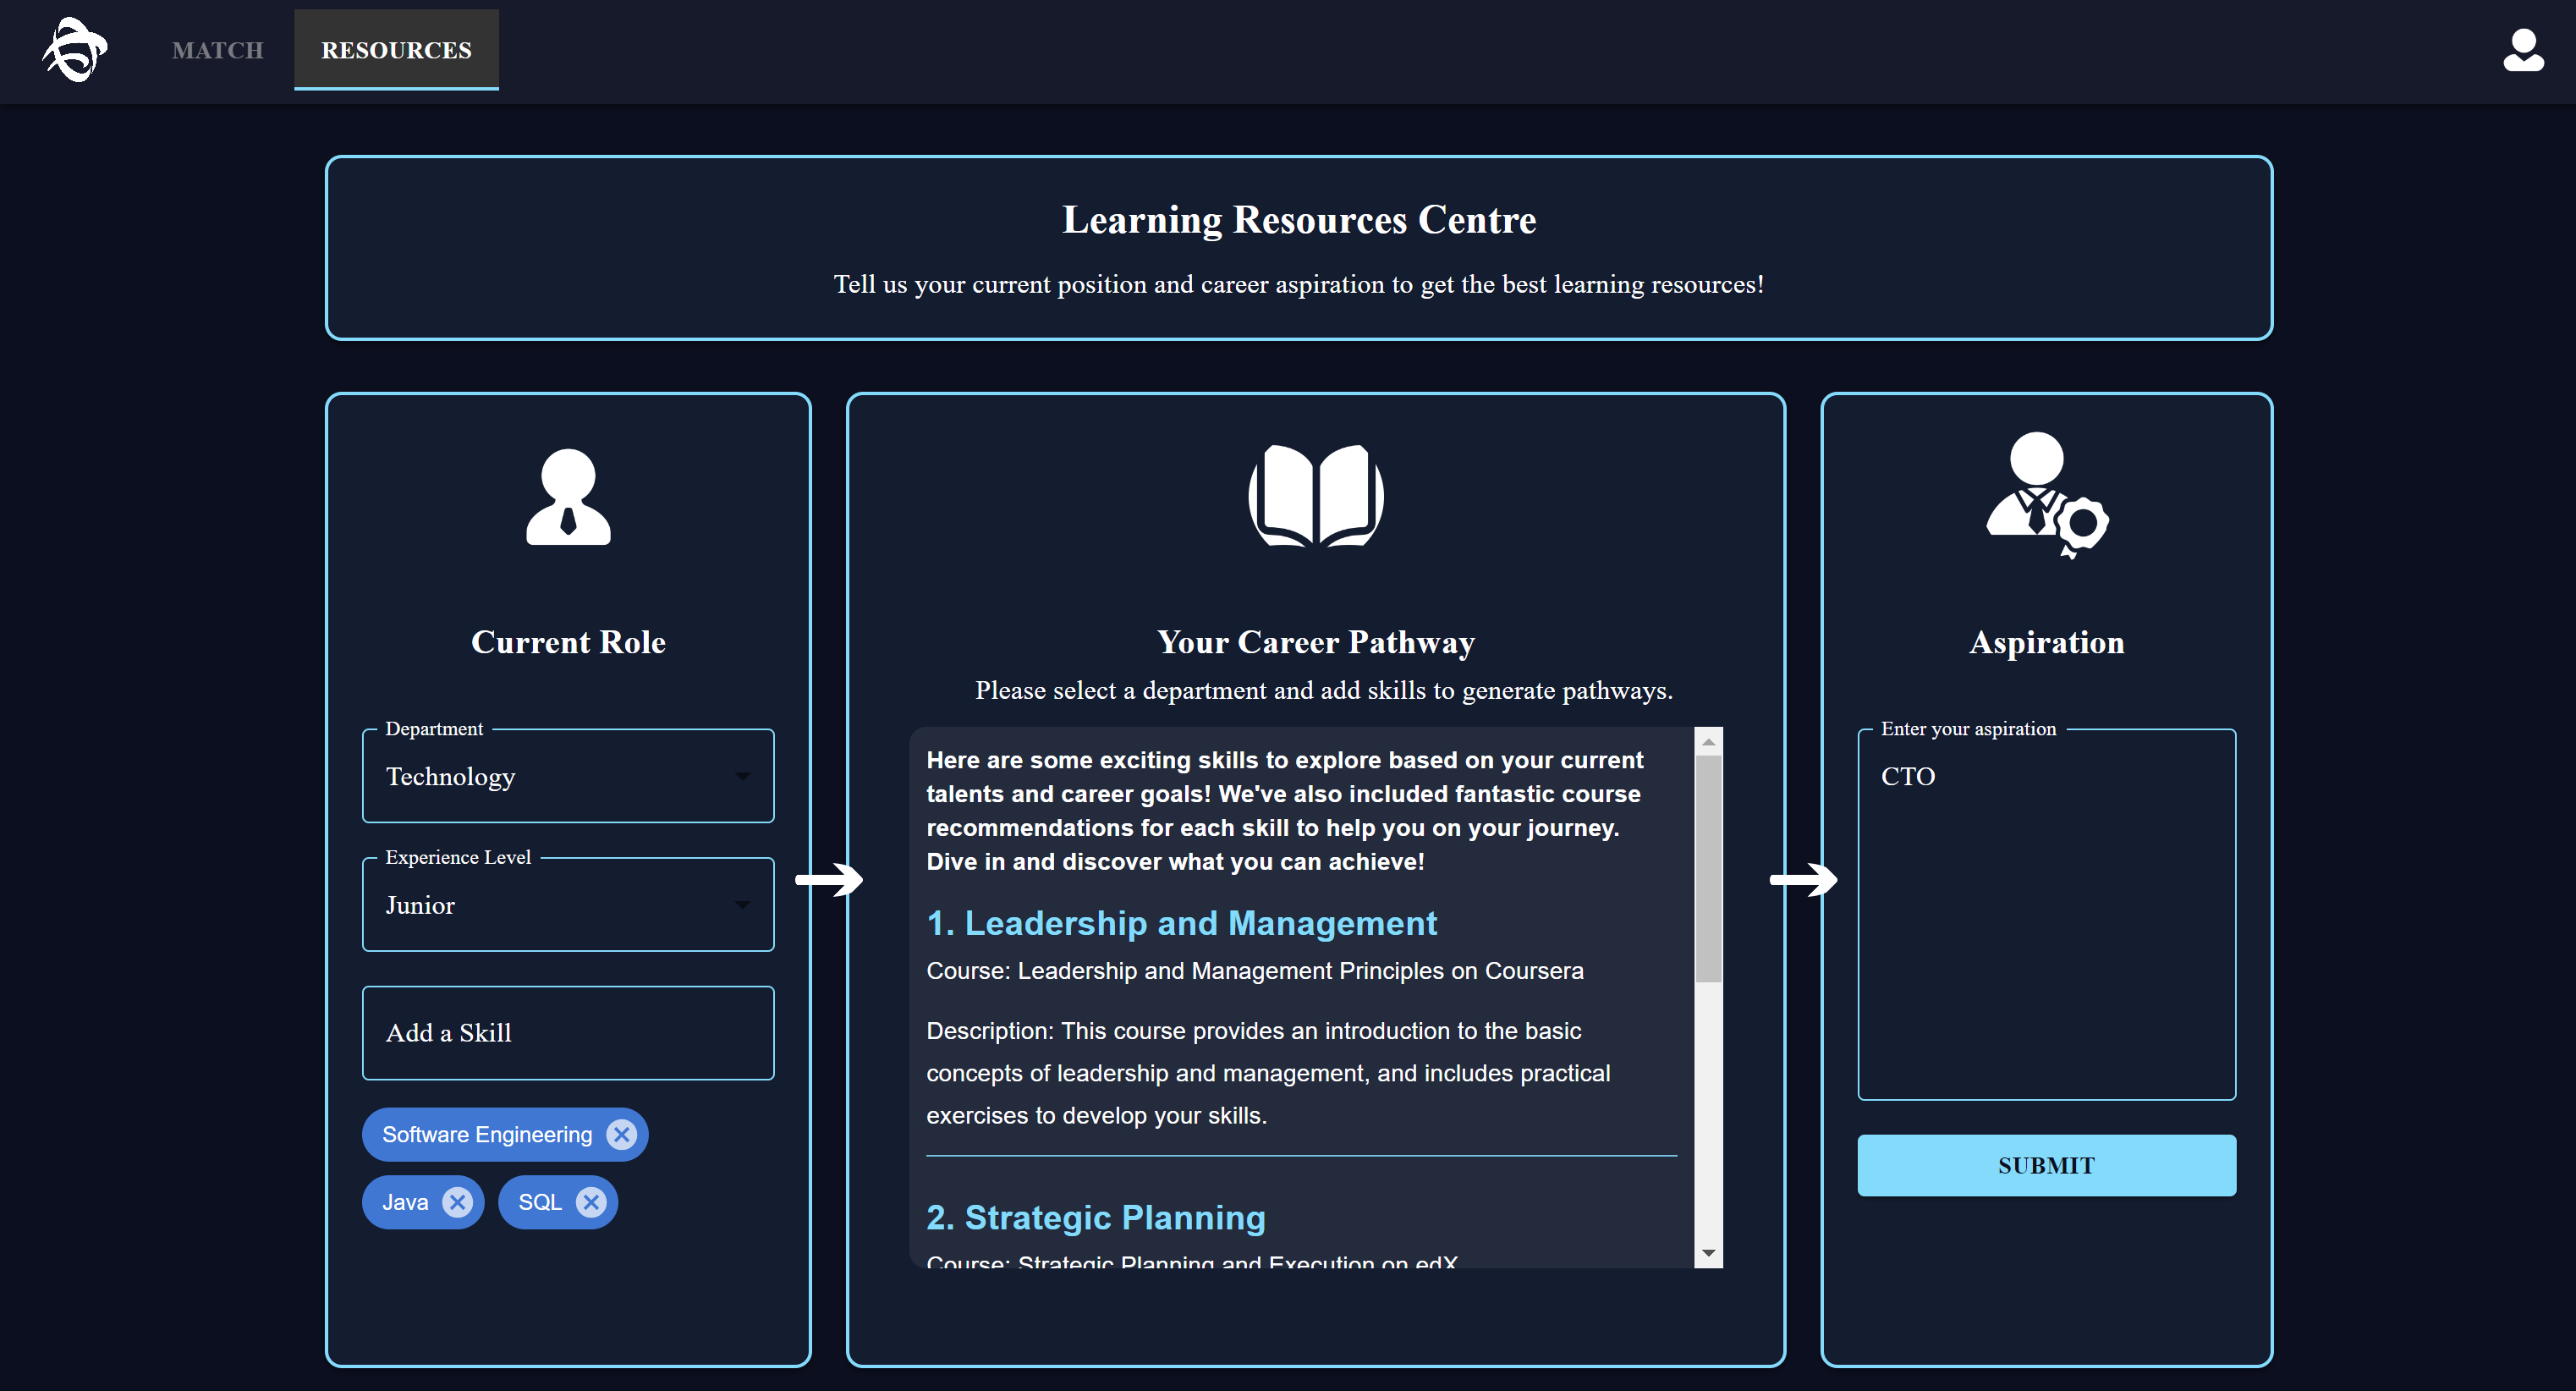 MATCH
RESOURCES
Learning Resources Centre
Tell us your current position and career aspiration to get the best learning resources!
Current Role
Department
Technology
Experience Level
Junior
Add a Skill
Software Engineering
Java
SQL
Your Career Pathway
Please select a department and add skills to generate pathways.
Here are some exciting skills to explore based on your current
talents and career goals! We've also included fantastic course
recommendations for each skill to help you on your journey.
Dive in and discover what you can achieve!
1. Leadership and Management
Course: Leadership and Management Principles on Coursera
Description: This course provides an introduction to the basic
concepts of leadership and management, and includes practical
exercises to develop your skills.
2. Strategic Planning
Course: Strategic Planning and Execution on edX
Aspiration
Enter your aspiration
CTO
SUBMIT